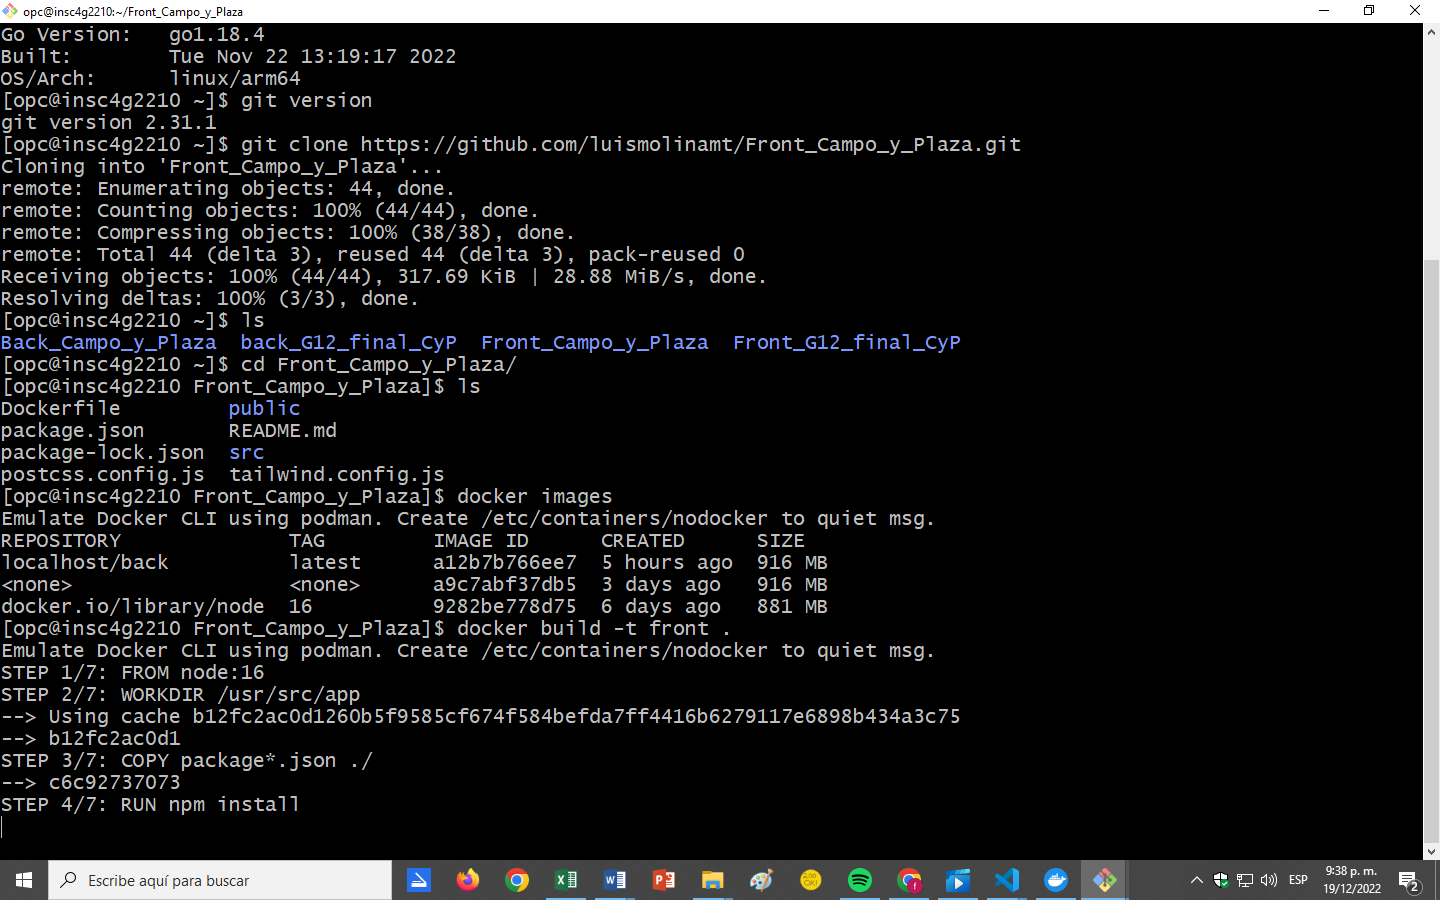 opc@insc4g2210:~/Front_Campo_y_Plaza
Go Version:   go1.18.4
Built:        Tue Nov 22 13:19:17 2022
OS/Arch:      linux/arm64
[opc@insc4g2210 ~]$ git version
git version 2.31.1
[opc@insc4g2210 ~]$ git clone https://github.com/luismolinamt/Front_Campo_y_Plaza.git
Cloning into 'Front_Campo_y_Plaza'...
remote: Enumerating objects: 44, done.
remote: Counting objects: 100% (44/44), done.
remote: Compressing objects: 100% (38/38), done.
remote: Total 44 (delta 3), reused 44 (delta 3), pack-reused 0
Receiving objects: 100% (44/44), 317.69 KiB | 28.88 MiB/s, done.
Resolving deltas: 100% (3/3), done.
[opc@insc4g2210 ~]$ ls
Back_Campo_y_Plaza  back_G12_final_CyP  Front_Campo_y_Plaza  Front_G12_final_CyP
[opc@insc4g2210 ~]$ cd Front_Campo_y_Plaza/
[opc@insc4g2210 Front_Campo_y_Plaza]$ ls
Dockerfile         public
package.json       README.md
package-lock.json  src
postcss.config.js  tailwind.config.js
[opc@insc4g2210 Front_Campo_y_Plaza]$ docker images
Emulate Docker CLI using podman. Create /etc/containers/nodocker to quiet msg.
REPOSITORY              TAG         IMAGE ID      CREATED      SIZE
localhost/back          latest      a12b7b766ee7  5 hours ago  916 MB
<none>                  <none>      a9c7abf37db5  3 days ago   916 MB
docker.io/library/node  16          9282be778d75  6 days ago   881 MB
[opc@insc4g2210 Front_Campo_y_Plaza]$ docker build -t front .
Emulate Docker CLI using podman. Create /etc/containers/nodocker to quiet msg.
STEP 1/7: FROM node:16
STEP 2/7: WORKDIR /usr/src/app
--> Using cache b12fc2ac0d1260b5f9585cf674f584befda7ff4416b6279117e6898b434a3c75
--> b12fc2ac0d1
STEP 3/7: COPY package*.json ./
--> c6c92737073
STEP 4/7: RUN npm install
Escribe aquí para buscar
ESP
9:38 p. m.
19/12/2022
2